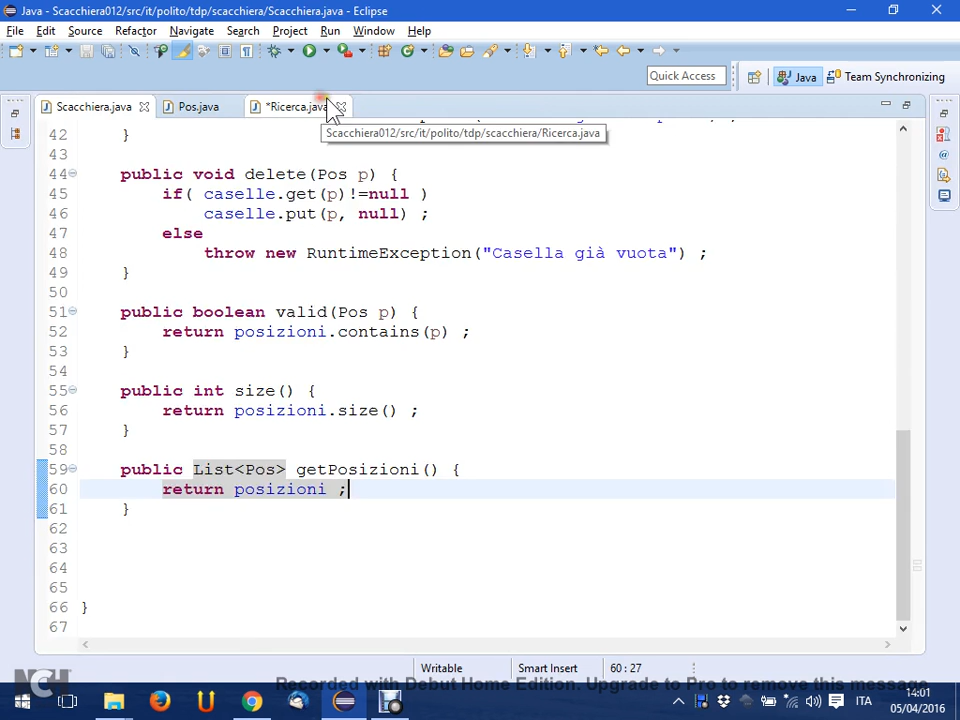 Java - Scacchiera012/src/it/polito/tdp/scacchiera/Scacchiera.java - Eclipse
File Edit Source Refactor Navigate Search Project Run Window Help
Quick Access
Java
Team Synchronizing
Scacchiera.java
Pos.java
*Ricerca.java
Scacchiera012/src/it/polito/tdp/scacchiera/Ricerca.java
42 }
43
44 public void delete(Pos p) {
45 if( caselle.get(p)!=null )
46 caselle.put(p, null) ;
47 else
48 throw new RuntimeException("Casella già vuota") ;
49 }
50
51 public boolean valid(Pos p) {
52 return posizioni.contains(p) ;
53 }
54
55 public int size() {
56 return posizioni.size() ;
57 }
58
59 public List<Pos> getPosizioni() {
60 return posizioni ;
61 }
62
63
64
65
66 }
67
Writable
Smart Insert
60 : 27
NCH
Recorded with Debut Home Edition. Upgrade to Pro to remove this message
ITA
14:01
05/04/2016